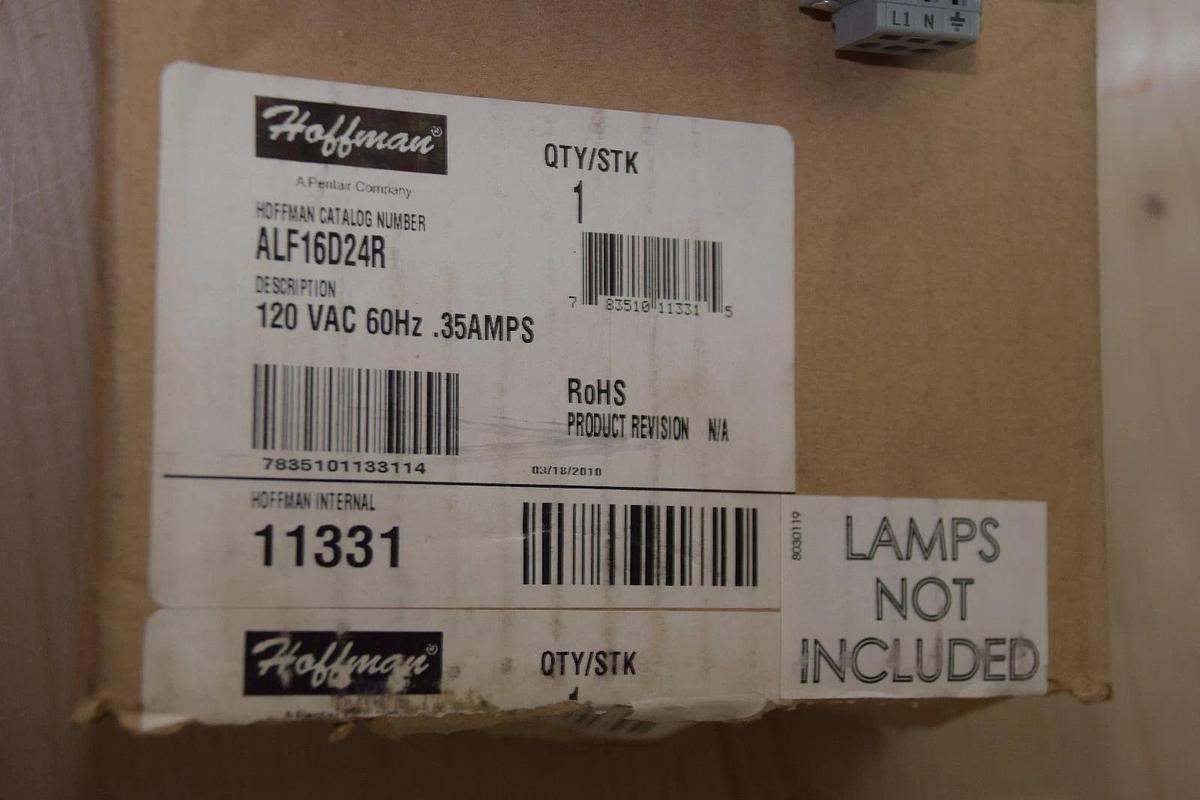 L1 N
Hoffman®
A Pentair Company
QTY/STK
1
HOFFMAN CATALOG NUMBER
ALF16D24R
DESCRIPTION
120 VAC 60Hz .35AMPS
7 83510 11331 5
RoHS
PRODUCT REVISION N/A
7835101133114
03/18/2010
HOFFMAN INTERNAL
11331
8030119
LAMPS
NOT
INCLUDED
Hoffman®
QTY/STK